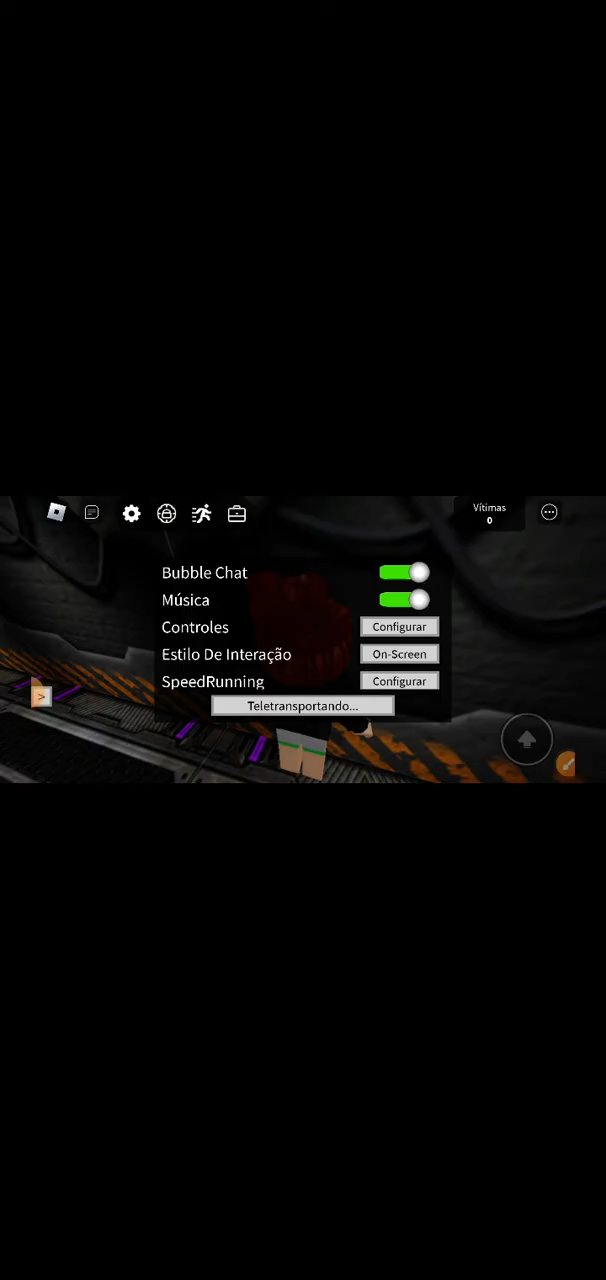 Vítimas
0
Bubble Chat
Música
Controles
Configurar
Estilo De Interação
On-Screen
SpeedRunning
Configurar
Teletransportando...
>